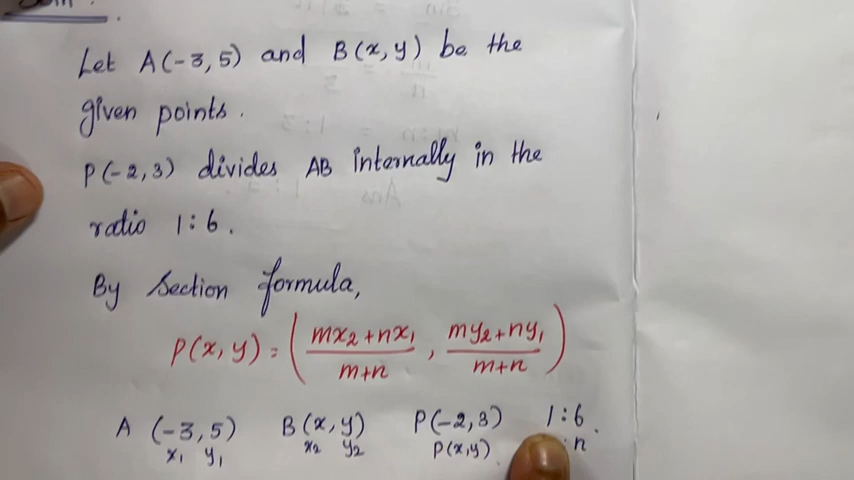 Soln.
Let A(-3, 5) and B(x, y) be the
given points.
P(-2, 3) divides AB internally in the
ratio 1:6.
By Section formula,
P(x, y) = ( mx₂+nx₁ / m+n , my₂+ny₁ / m+n )
A (-3, 5) B(x, y) P(-2, 3) 1:6.
x₁ y₁ x₂ y₂ P(x, y) :n